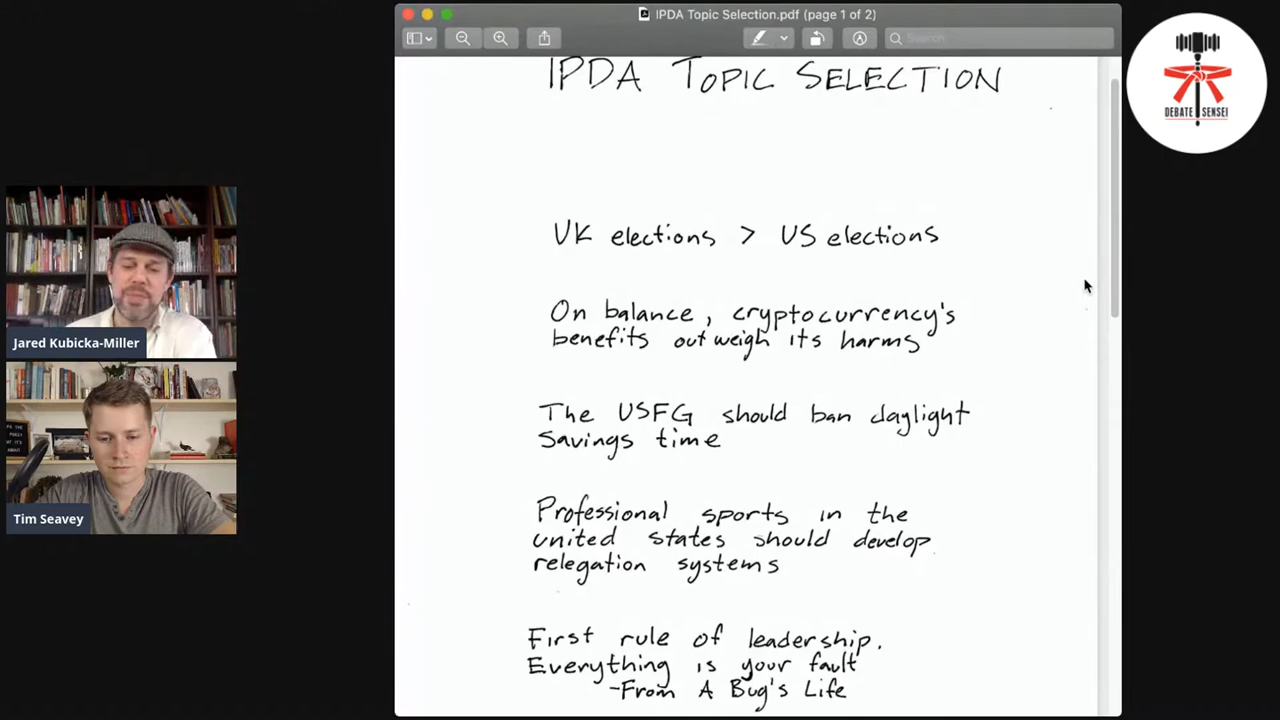 IPDA Topic Selection.pdf (page 1 of 2)
Search
IPDA TOPIC SELECTION
UK elections > US elections
On balance, cryptocurrency's
benefits outweigh its harms
The USFG should ban daylight
Savings time
Professional sports in the
united states should develop
relegation systems
First rule of leadership.
Everything is your fault
-From A Bug's Life
DEBATE SENSEI
Jared Kubicka-Miller
Tim Seavey